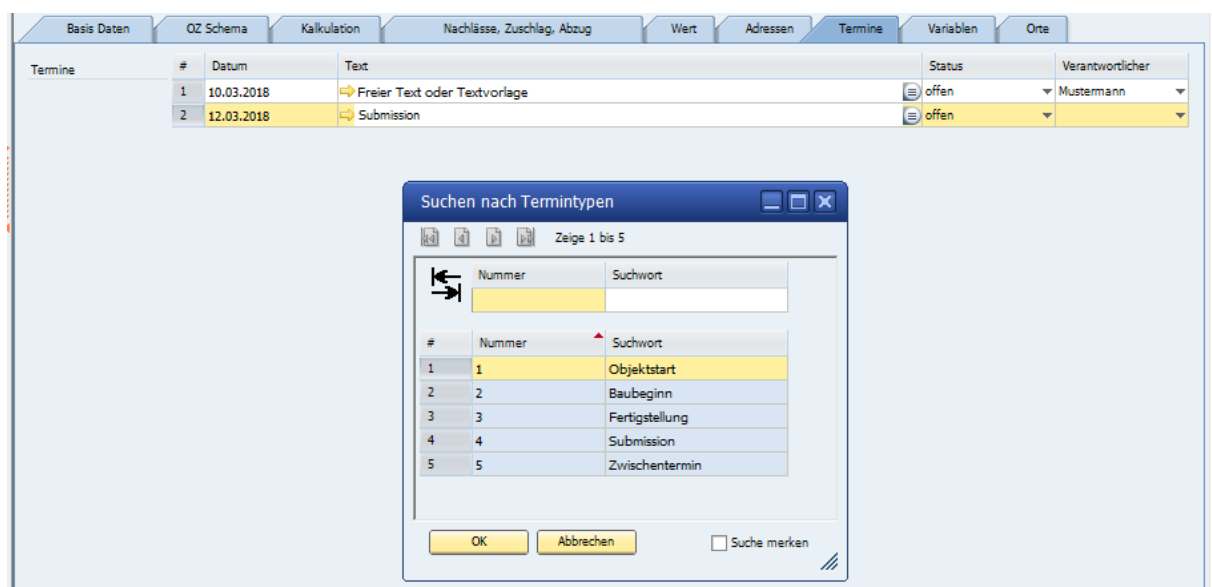 Basis Daten OZ Schema Kalkulation Nachlässe, Zuschlag, Abzug Wert Adressen Termine Variablen Orte
Termine # Datum Text Status Verantwortlicher
1 10.03.2018 Freier Text oder Textvorlage offen Mustermann
2 12.03.2018 Submission offen
Suchen nach Termintypen
Zeige 1 bis 5
Nummer Suchwort
# Nummer Suchwort
1 1 Objektstart
2 2 Baubeginn
3 3 Fertigstellung
4 4 Submission
5 5 Zwischentermin
OK Abbrechen Suche merken